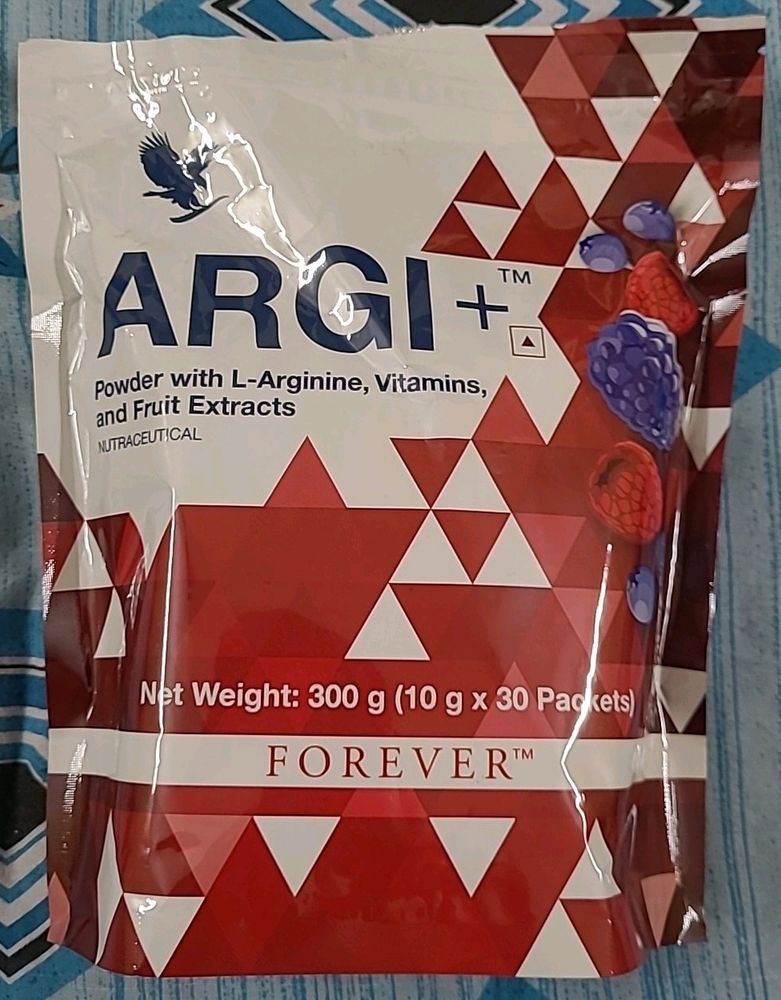 ARGI+™
Powder with L-Arginine, Vitamins,
and Fruit Extracts
NUTRACEUTICAL
Net Weight: 300 g (10 g x 30 Packets)
FOREVER™